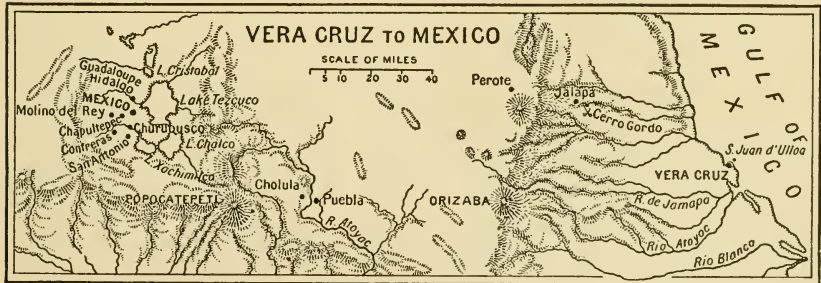 VERA CRUZ TO MEXICO
SCALE OF MILES
5 10 20 30 40
GULF OF
MEXICO
L. Cristobal
Guadaloupe
Hidalgo
Perote
MEXICO
Lake Tezcuco
Jalapa
Molino del Rey
Cerro Gordo
Chapultepec
Churubusco
Contreras
San Antonio
L. Chalco
S. Juan d'Ulloa
L. Xochimilco
VERA CRUZ
Cholula
POPOCATEPETL
Puebla
ORIZABA
R. de Jamapa
R. Atoyac
Rio Atoyac
Rio Blanco